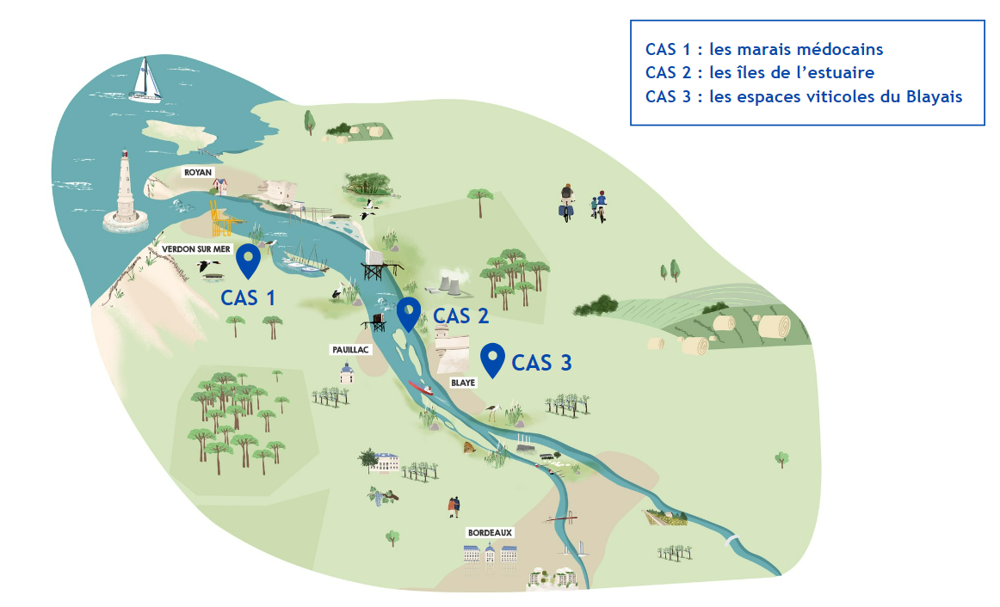 CAS 1 : les marais médocains
CAS 2 : les îles de l’estuaire
CAS 3 : les espaces viticoles du Blayais
ROYAN
VERDON SUR MER
CAS 1
CAS 2
PAUILLAC
CAS 3
BLAYE
BORDEAUX